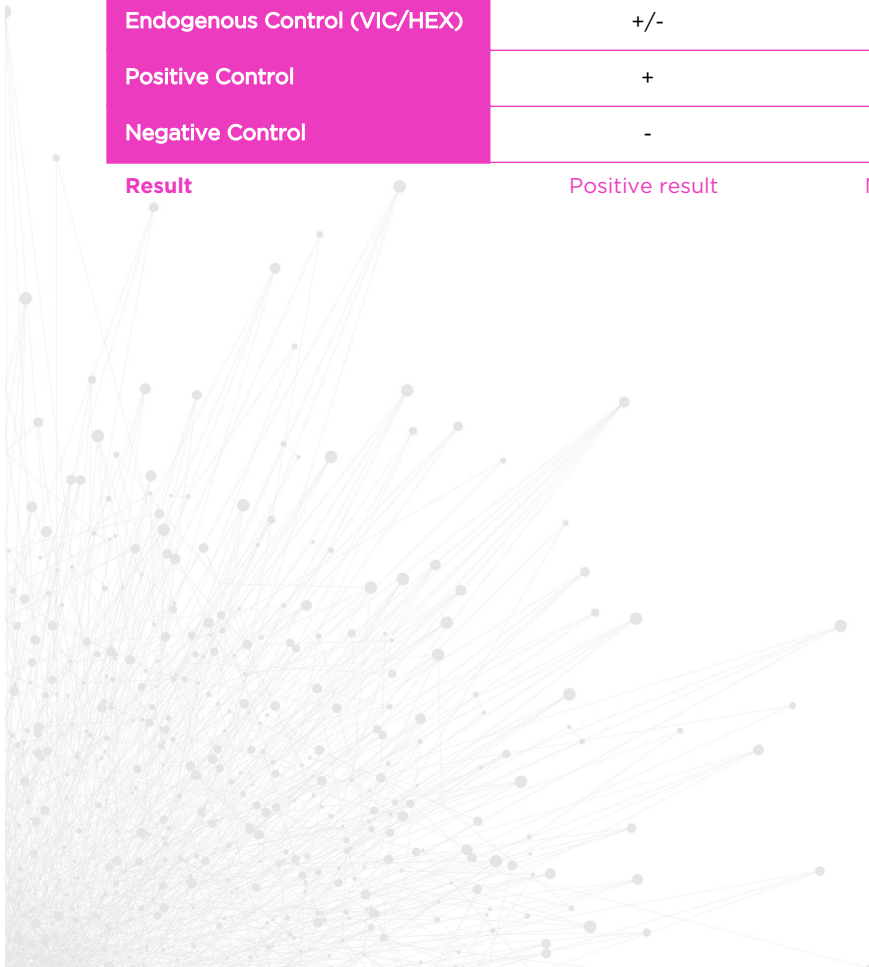 Endogenous Control (VIC/HEX) +/-
Positive Control +
Negative Control -
Result Positive result